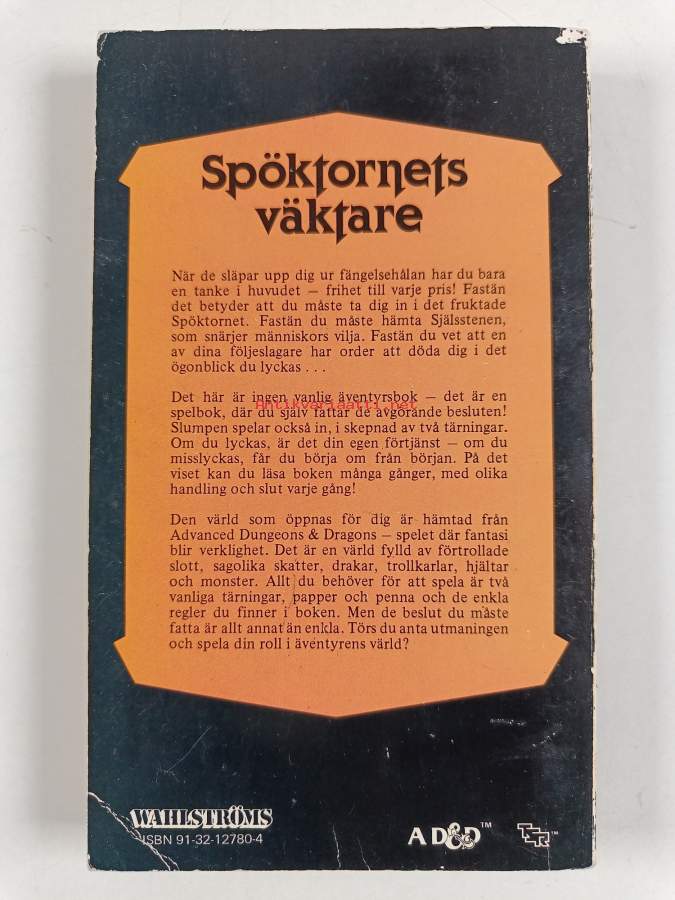 Spöktornets
väktare
När de släpar upp dig ur fängelsehålan har du bara
en tanke i huvudet – frihet till varje pris! Fastän
det betyder att du måste ta dig in i det fruktade
Spöktornet. Fastän du måste hämta Själsstenen,
som snärjer människors vilja. Fastän du vet att en
av dina följeslagare har order att döda dig i det
ögonblick du lyckas . . .
Det här är ingen vanlig äventyrsbok – det är en
Antikvariaatti.net
spelbok, där du själv fattar de avgörande besluten!
Slumpen spelar också in, i skepnad av två tärningar.
Om du lyckas, är det din egen förtjänst – om du
misslyckas, får du börja om från början. På det
viset kan du läsa boken många gånger, med olika
handling och slut varje gång!
Den värld som öppnas för dig är hämtad från
Advanced Dungeons & Dragons – spelet där fantasi
blir verklighet. Det är en värld fylld av förtrollade
slott, sagolika skatter, drakar, trollkarlar, hjältar
och monster. Allt du behöver för att spela är två
vanliga tärningar, papper och penna och de enkla
regler du finner i boken. Men de beslut du måste
fatta är allt annat än enkla. Törs du anta utmaningen
och spela din roll i äventyrens värld?
WAHLSTRÖMS
ISBN 91-32-12780-4
AD&D™
TSR™